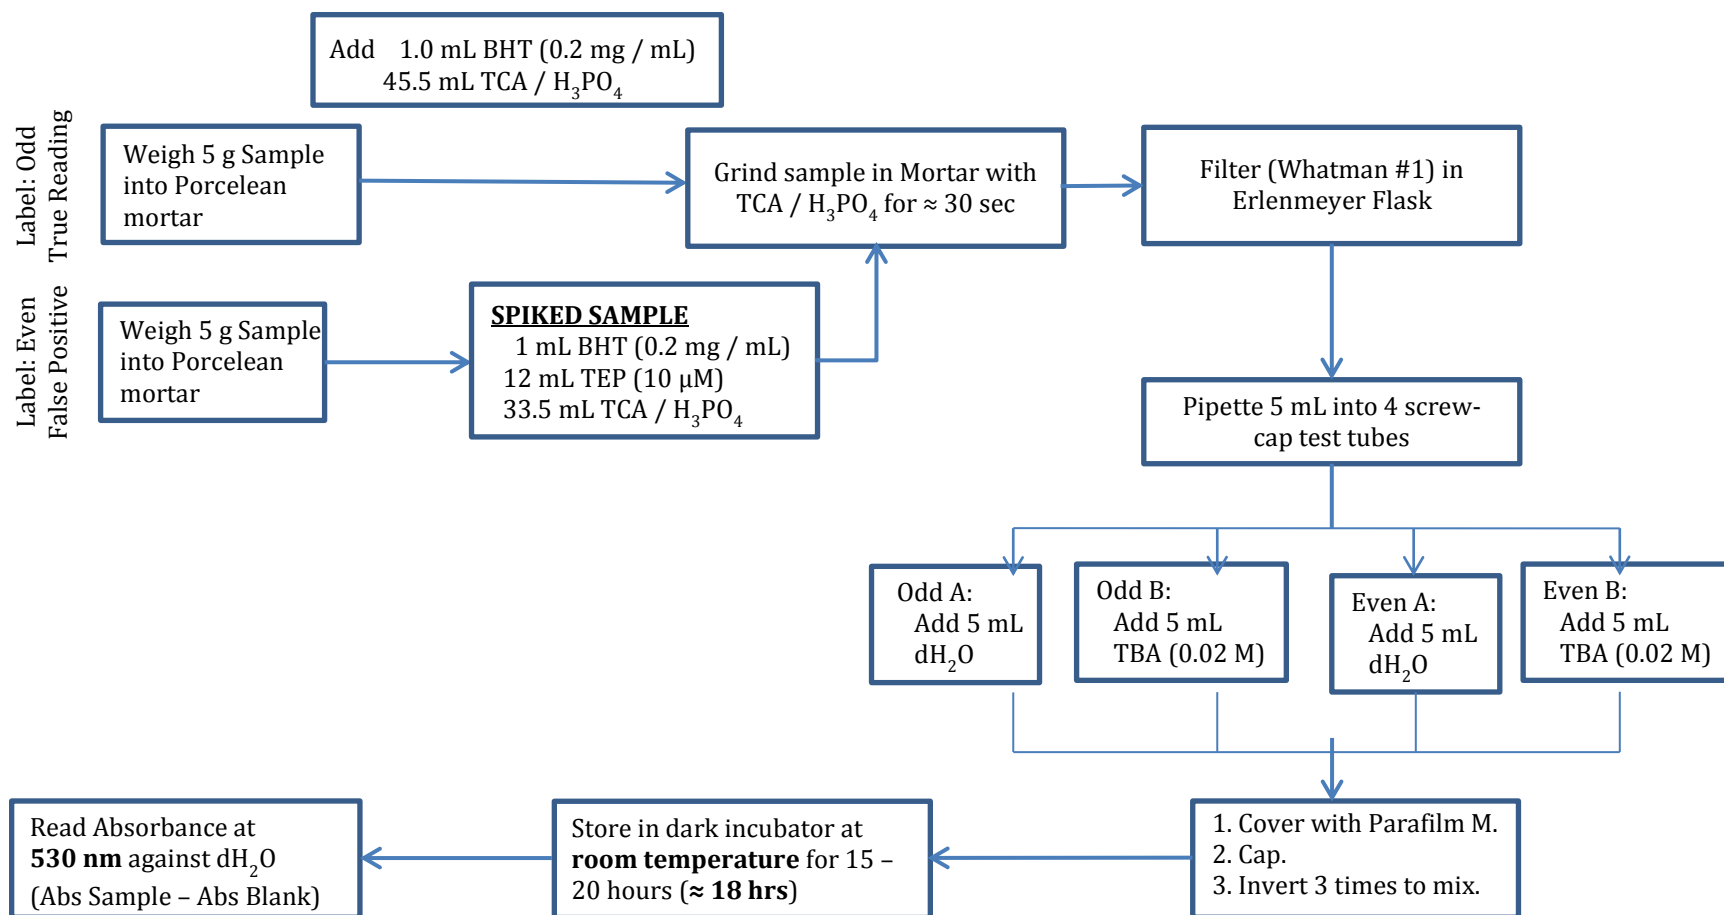 Add 1.0 mL BHT (0.2 mg / mL)
45.5 mL TCA / H₃PO₄
Label: Odd
True Reading
Weigh 5 g Sample
into Porcelean
mortar
Grind sample in Mortar with
TCA / H₃PO₄ for ≈ 30 sec
Filter (Whatman #1) in
Erlenmeyer Flask
Label: Even
False Positive
Weigh 5 g Sample
into Porcelean
mortar
SPIKED SAMPLE
1 mL BHT (0.2 mg / mL)
12 mL TEP (10 µM)
33.5 mL TCA / H₃PO₄
Pipette 5 mL into 4 screw-
cap test tubes
Odd A:
Add 5 mL
dH₂O
Odd B:
Add 5 mL
TBA (0.02 M)
Even A:
Add 5 mL
dH₂O
Even B:
Add 5 mL
TBA (0.02 M)
1. Cover with Parafilm M.
2. Cap.
3. Invert 3 times to mix.
Store in dark incubator at
room temperature for 15 –
20 hours (≈ 18 hrs)
Read Absorbance at
530 nm against dH₂O
(Abs Sample – Abs Blank)